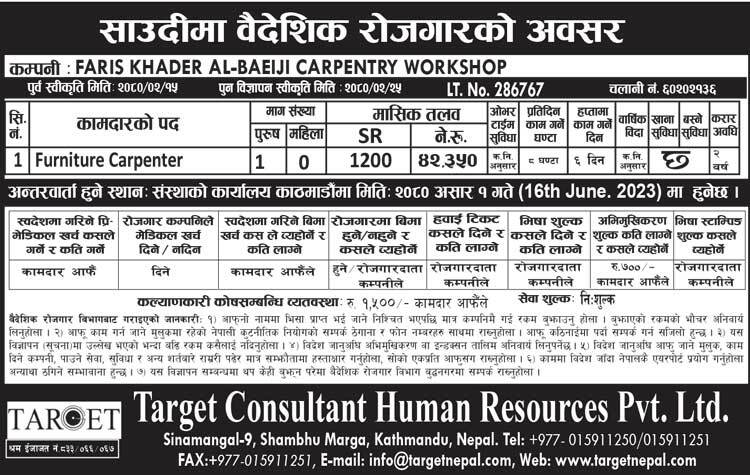 साउदीमा वैदेशिक रोजगारको अवसर
कम्पनी : FARIS KHADER AL-BAEIJI CARPENTRY WORKSHOP
पुर्व स्वीकृति मिति : २०८०/०२/१५ पुन विज्ञापन स्वीकृति मिति : २०८०/०२/२५ LT. No. 286767 चलानी नं. ६०२०२१३६
सि. नं. कामदारको पद माग संख्या पुरुष महिला मासिक तलव SR ने.रु. ओभर टाईम सुविधा प्रतिदिन काम गर्ने घण्टा हप्तामा काम गर्ने दिन वार्षिक विदा खाना सुविधा बस्ने सुविधा करार अवधि
1 Furniture Carpenter 1 0 1200 ४२,३५० क.नि. अनुसार ८ घण्टा ६ दिन क.नि. अनुसार छ २ वर्ष
अन्तरवार्ता हुने स्थान: संस्थाको कार्यालय काठमाडौंमा मिति: २०८० असार १ गते (16th June. 2023) मा हुनेछ ।
स्वदेशमा गरिने प्रि-मेडिकल खर्च कसले गर्ने र कति गर्ने रोजगार कम्पनिले मेडिकल खर्च दिने / नदिन स्वदेशमा गरिने बिमा खर्च कस ले व्यहोर्ने र कति लाग्ने रोजगारमा बिमा हुने/नहुने र कसले व्यहोर्ने हवाई टिकट कसले दिने र कति लाग्ने भिषा शुल्क कसले दिने र कति लाग्ने अभिमुखिकरण शुल्क कति लाग्ने र कसले व्यहोर्ने भिषा स्टाम्पिङ शुल्क कसले व्यहोर्ने
कामदार आफैँ दिने कामदार आफैँले हुने/रोजगारदाता कम्पनीले रोजगारदाता कम्पनीले रोजगारदाता कम्पनीले रु.७००/- कामदार आफैँ रोजगारदाता कम्पनीले
कल्याणकारी कोषसम्बन्धि व्यतवस्था: रु. १,५००/- कामदार आफैँले सेवा शुल्क: नि:शुल्क
वैदेशिक रोजगार विभागबाट गराइएको जानकारी: १) आफ्नो नाममा भिसा प्राप्त भई जाने निश्चित भएपछि मात्र कम्पनिमै गई रकम बुझाउनु होला । बुझाएको रकमको भौचर अनिवार्य
लिनुहोला । २) आफू काम गर्न जाने मुलुकमा रहेको नेपाली कुटनीतिक नियोगको सम्पर्क ठेगाना र फोन नम्बरहरु साथमा राख्नुहोला । आफू कठिनाईमा पर्दा सम्पर्क गर्न सजिलो हुन्छ । ३) यस
विज्ञापन (सूचना)मा उल्लेख भएको भन्दा बढि रकम कसैलाई नदिनुहोला । ४) विदेश जानुअघि अभिमुखिकरण वा इन्डक्सन तालिम अनिवार्य लिनुपर्नेछ । ५) विदेश जानुअघि आफू जाने मुलुक, काम
दिने कम्पनी, पाउने सेवा, सुविधा र अन्य शर्तबारे राम्ररी पढेर मात्र सम्झौतामा हस्ताक्षर गर्नुहोला, सोको एकप्रति आफूसग राख्नुहोला । ६) काममा विदेश जाँदा नेपालकै एयरपोर्ट प्रयोग गर्नुहोला
अन्यथा ठगिने सम्भावाना हुन्छ । ७) यस विज्ञापन सम्वन्धमा थप केही बुझ्नु परेमा वैदेशिक रोजगार विभाग बुद्धनगरमा सम्पर्क राख्नुहोला ।
TARGET
श्रम ईजाजत नं.८३३/०६६/०६७
Target Consultant Human Resources Pvt. Ltd.
Sinamangal-9, Shambhu Marga, Kathmandu, Nepal. Tel: +977- 015911250/015911251
FAX:+977-015911251, E-mail: info@targetnepal.com, Web: www.targetnepal.com